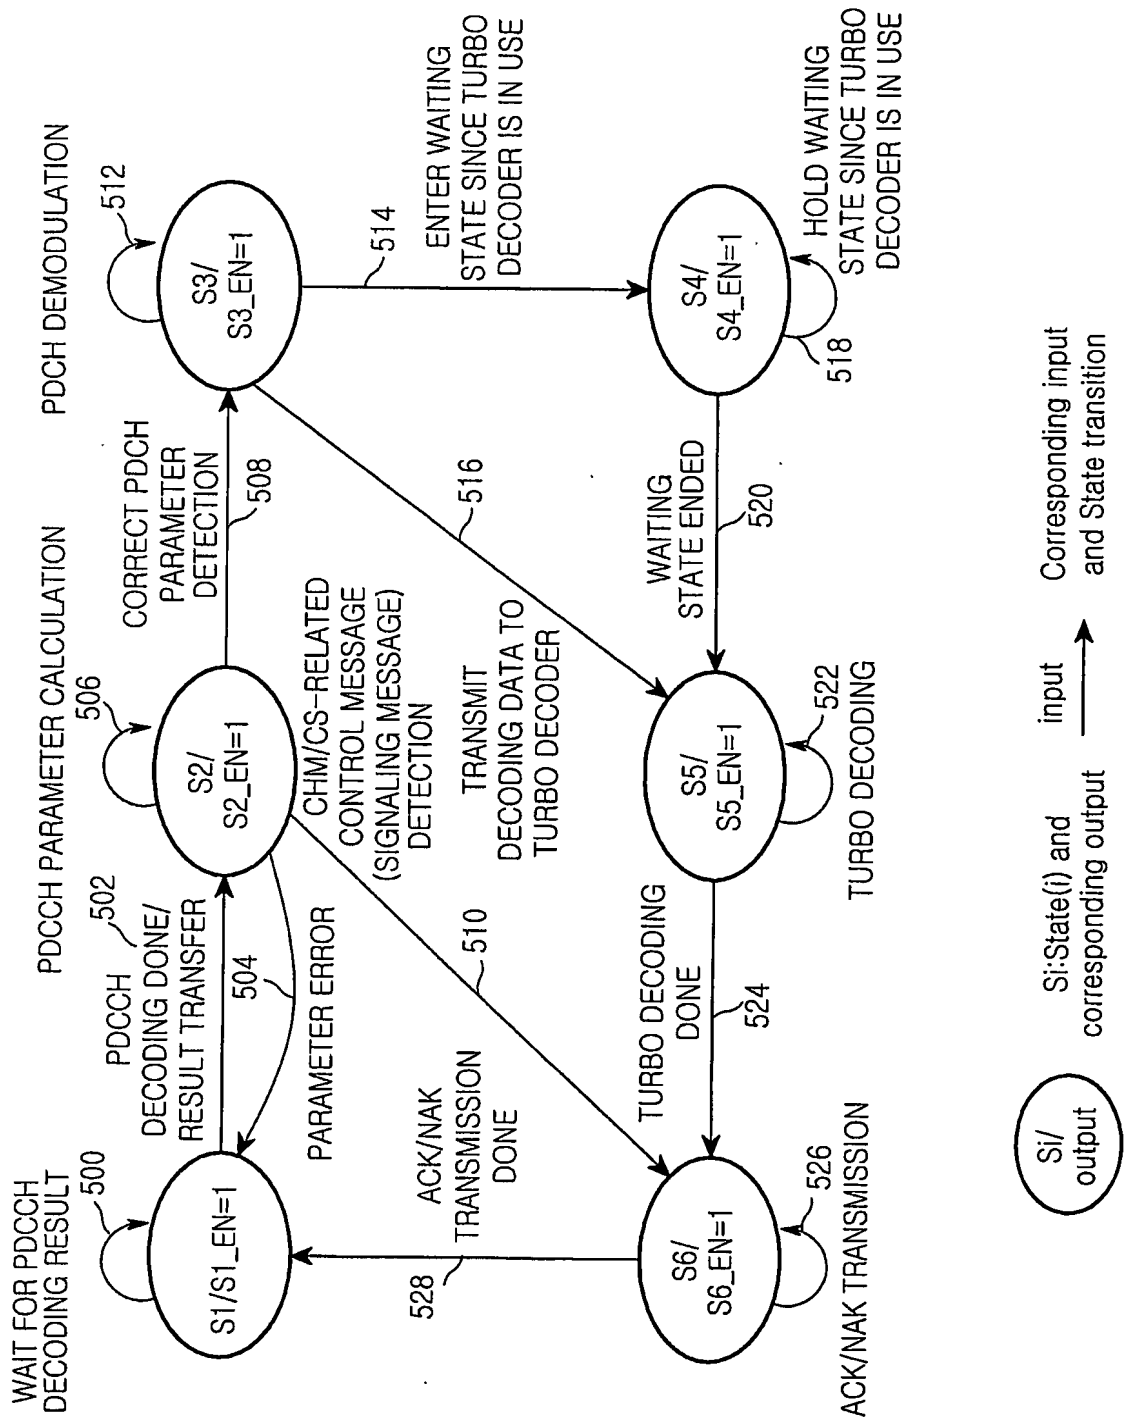 WAIT FOR PDCCH
DECODING RESULT
500
S1/S1_EN=1
PDCCH
DECODING DONE/
RESULT TRANSFER
502
504
PARAMETER ERROR
PDCCH PARAMETER CALCULATION
506
S2/
S2_EN=1
CORRECT PDCH
PARAMETER
DETECTION
508
PDCH DEMODULATION
512
S3/
S3_EN=1
CHM/CS-RELATED
CONTROL MESSAGE
(SIGNALING MESSAGE)
DETECTION
510
TRANSMIT
DECODING DATA TO
TURBO DECODER
516
ENTER WAITING
STATE SINCE TURBO
DECODER IS IN USE
514
ACK/NAK
TRANSMISSION
DONE
528
S6/
S6_EN=1
526
ACK/NAK TRANSMISSION
TURBO DECODING
DONE
524
S5/
S5_EN=1
522
TURBO DECODING
WAITING
STATE ENDED
520
S4/
S4_EN=1
518
HOLD WAITING
STATE SINCE TURBO
DECODER IS IN USE
Si/
output
Si:State(i) and
corresponding output
input
Corresponding input
and State transition